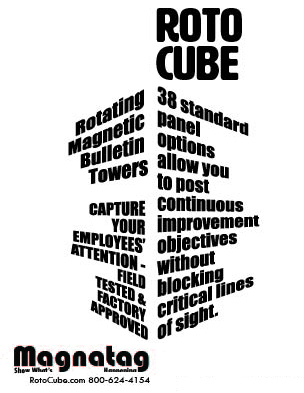 ROTO
CUBE
Rotating
Magnetic
Bulletin
Towers
CAPTURE
YOUR
EMPLOYEES'
ATTENTION -
FIELD
TESTED &
FACTORY
APPROVED
38 standard
panel
options
allow you
to post
continuous
improvement
objectives
without
blocking
critical lines
of sight.
Magnatag
Show What's Happening
RotoCube.com 800-624-4154